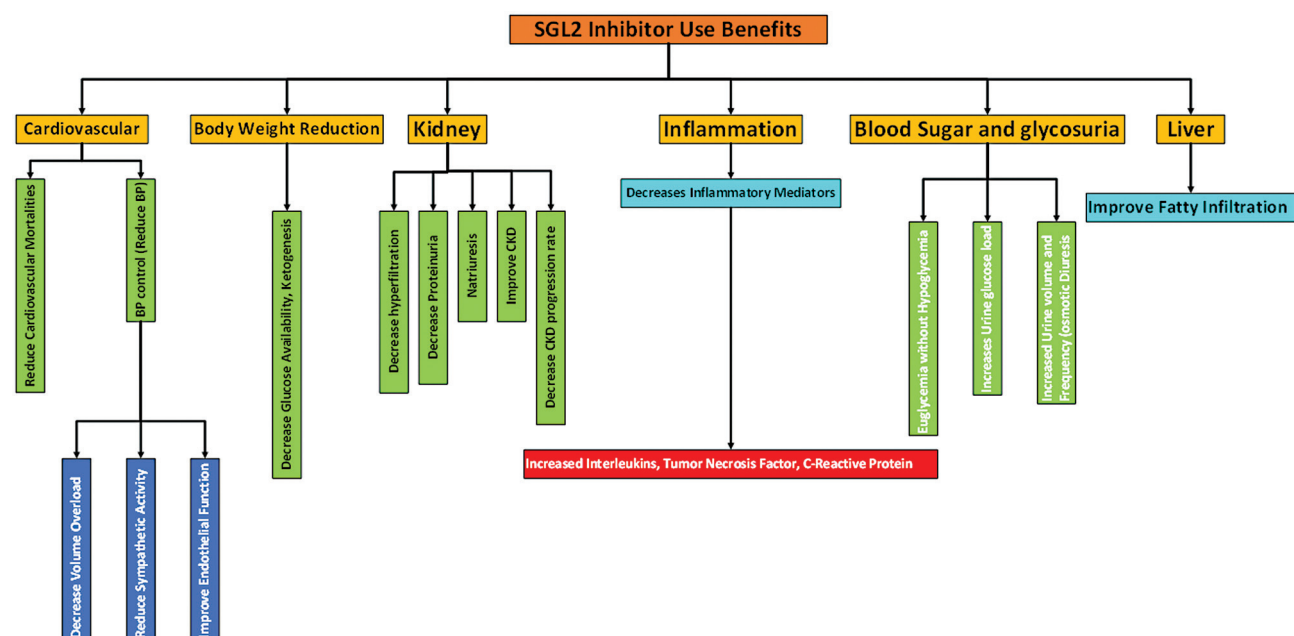 SGL2 Inhibitor Use Benefits
Cardiovascular
Body Weight Reduction
Kidney
Inflammation
Blood Sugar and glycosuria
Liver
Reduce Cardiovascular Mortalities
BP control (Reduce BP)
Decrease Volume Overload
Reduce Sympathetic Activity
Improve Endothelial Function
Decrease Glucose Availability, Ketogenesis
Decrease hyperfiltration
Decrease Proteinuria
Natriuresis
Improve CKD
Decrease CKD progression rate
Decreases Inflammatory Mediators
Increased Interleukins, Tumor Necrosis Factor, C-Reactive Protein
Euglycemia without Hypoglycemia
Increases Urine glucose load
Increased Urine volume and
Frequency (osmotic Diuresis
Improve Fatty Infiltration